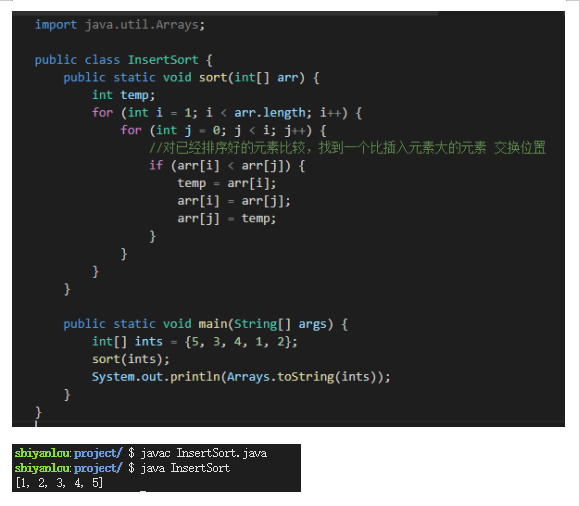 import java.util.Arrays;
public class InsertSort {
public static void sort(int[] arr) {
int temp;
for (int i = 1; i < arr.length; i++) {
for (int j = 0; j < i; j++) {
//对已经排序好的元素比较，找到一个比插入元素大的元素 交换位置
if (arr[i] < arr[j]) {
temp = arr[i];
arr[i] = arr[j];
arr[j] = temp;
}
}
}
}
public static void main(String[] args) {
int[] ints = {5, 3, 4, 1, 2};
sort(ints);
System.out.println(Arrays.toString(ints));
}
}
shiyanlou:project/ $ javac InsertSort.java
shiyanlou:project/ $ java InsertSort
[1, 2, 3, 4, 5]